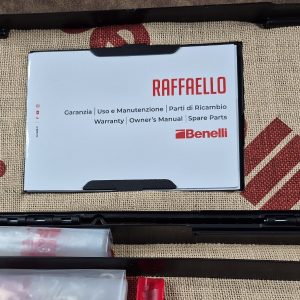 RAFFAELLO
Garanzia | Uso e Manutenzione | Parti di Ricambio
Warranty | Owner's Manual | Spare Parts
Benelli